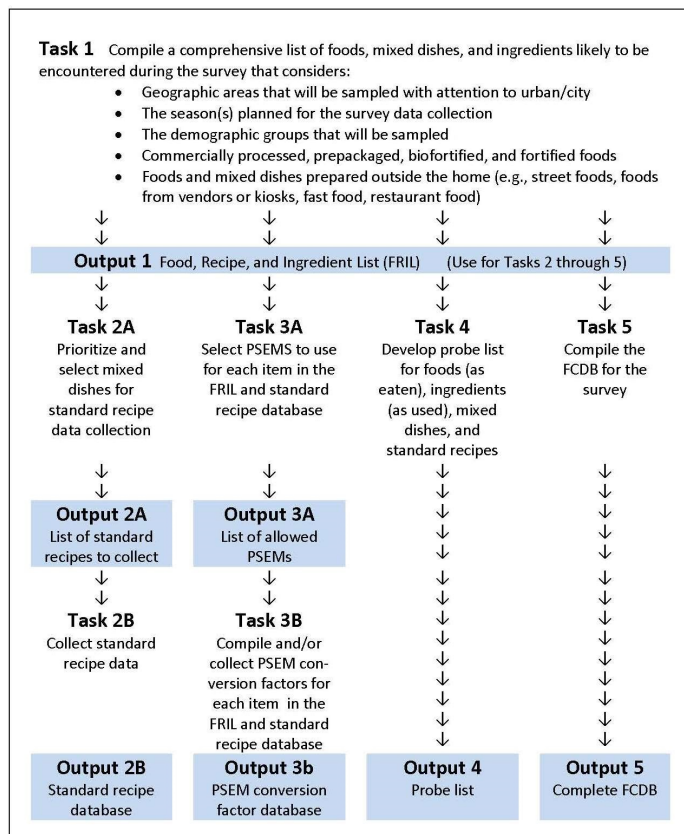 Task 1 Compile a comprehensive list of foods, mixed dishes, and ingredients likely to be
encountered during the survey that considers:
• Geographic areas that will be sampled with attention to urban/city
• The season(s) planned for the survey data collection
• The demographic groups that will be sampled
• Commercially processed, prepackaged, biofortified, and fortified foods
• Foods and mixed dishes prepared outside the home (e.g., street foods, foods
from vendors or kiosks, fast food, restaurant food)
Output 1 Food, Recipe, and Ingredient List (FRIL) (Use for Tasks 2 through 5)
Task 2A
Prioritize and
select mixed
dishes for
standard recipe
data collection
Output 2A
List of standard
recipes to collect
Task 2B
Collect standard
recipe data
Output 2B
Standard recipe
database
Task 3A
Select PSEMS to use
for each item in the
FRIL and standard
recipe database
Output 3A
List of allowed
PSEMs
Task 3B
Compile and/or
collect PSEM con-
version factors for
each item in the
FRIL and standard
recipe database
Output 3b
PSEM conversion
factor database
Task 4
Develop probe list
for foods (as
eaten), ingredients
(as used), mixed
dishes, and
standard recipes
Output 4
Probe list
Task 5
Compile the
FCDB for the
survey
Output 5
Complete FCDB